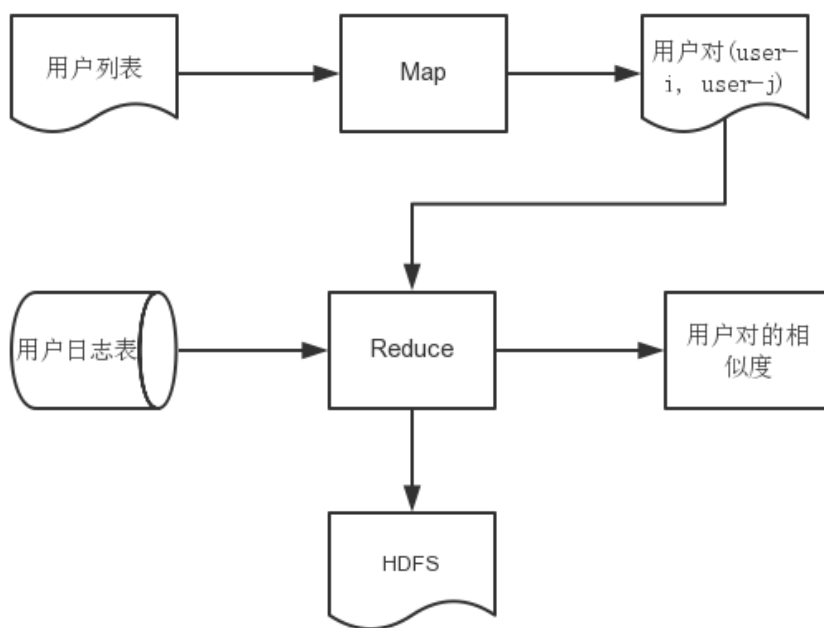 用户列表
Map
用户对(user-
i, user-j)
用户日志表
Reduce
用户对的相
似度
HDFS